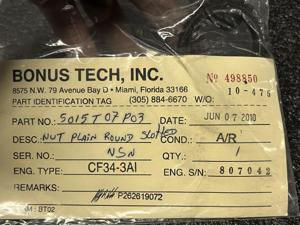 BONUS TECH, INC.
No 498850
8575 N.W. 79 Avenue Bay D • Miami, Florida 33166
10-475
PART IDENTIFICATION TAG (305) 884-6670 W/O:
PART NO.: 5015T07P03 DATE: JUN 07 2010
DESC: NUT PLAIN ROUND Slotted COND: A/R
SER. NO.: NSN QTY.: 1
ENG. TYPE: CF34-3AI ENG. S/N: 807042
REMARKS: P262619072
BT02